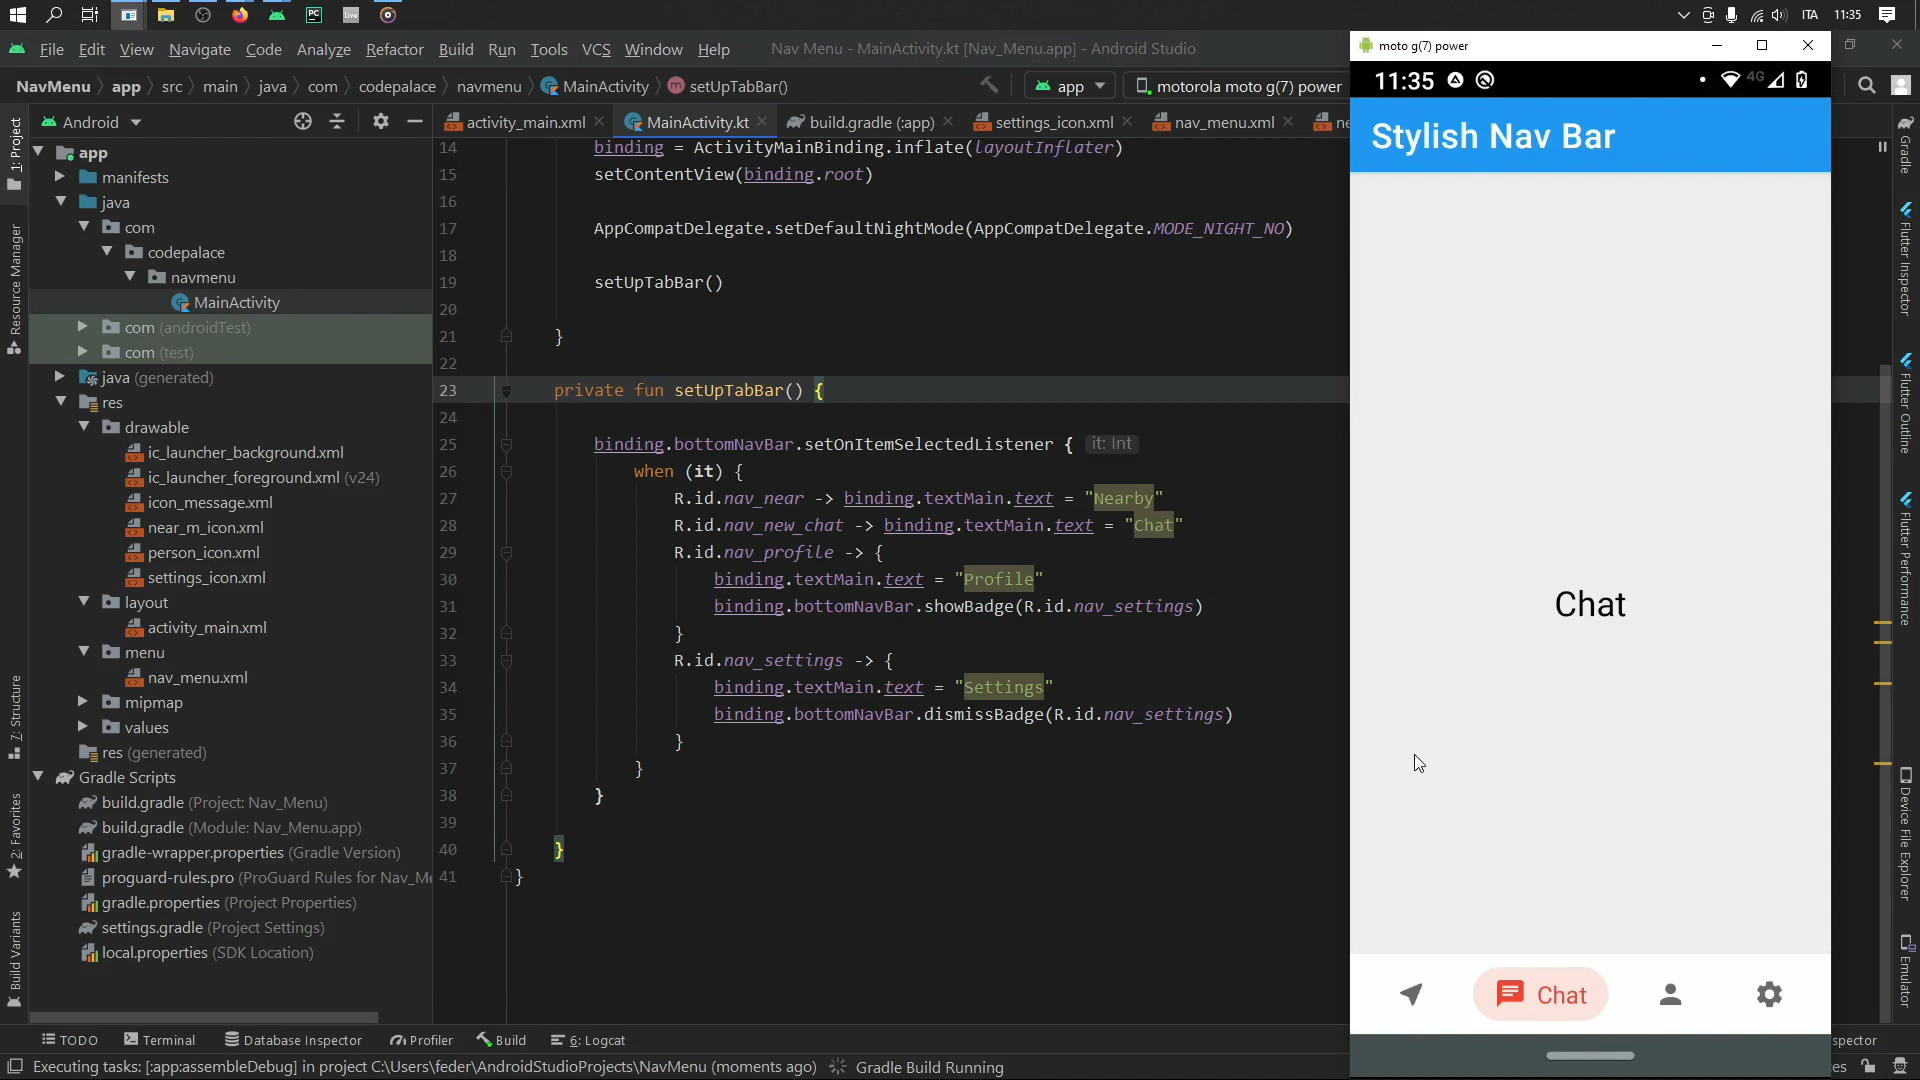 ITA
11:35
File Edit View Navigate Code Analyze Refactor Build Run Tools VCS Window Help
Nav Menu - MainActivity.kt [Nav_Menu.app] - Android Studio
NavMenu app src main java com codepalace navmenu MainActivity setUpTabBar()
app
motorola moto g(7) power
Android
activity_main.xml
MainActivity.kt
build.gradle (:app)
settings_icon.xml
nav_menu.xml
ne
1: Project
Resource Manager
7: Structure
2: Favorites
Build Variants
app
manifests
java
com
codepalace
navmenu
MainActivity
com (androidTest)
com (test)
java (generated)
res
drawable
ic_launcher_background.xml
ic_launcher_foreground.xml (v24)
icon_message.xml
near_m_icon.xml
person_icon.xml
settings_icon.xml
layout
activity_main.xml
menu
nav_menu.xml
mipmap
values
res (generated)
Gradle Scripts
build.gradle (Project: Nav_Menu)
build.gradle (Module: Nav_Menu.app)
gradle-wrapper.properties (Gradle Version)
proguard-rules.pro (ProGuard Rules for Nav_Me
gradle.properties (Project Properties)
settings.gradle (Project Settings)
local.properties (SDK Location)
14 binding = ActivityMainBinding.inflate(layoutInflater)
15 setContentView(binding.root)
16
17 AppCompatDelegate.setDefaultNightMode(AppCompatDelegate.MODE_NIGHT_NO)
18
19 setUpTabBar()
20
21 }
22
23 private fun setUpTabBar() {
24
25 binding.bottomNavBar.setOnItemSelectedListener { it: Int
26 when (it) {
27 R.id.nav_near -> binding.textMain.text = "Nearby"
28 R.id.nav_new_chat -> binding.textMain.text = "Chat"
29 R.id.nav_profile -> {
30 binding.textMain.text = "Profile"
31 binding.bottomNavBar.showBadge(R.id.nav_settings)
32 }
33 R.id.nav_settings -> {
34 binding.textMain.text = "Settings"
35 binding.bottomNavBar.dismissBadge(R.id.nav_settings)
36 }
37 }
38 }
39
40 }
41 }
moto g(7) power
11:35
4G
Stylish Nav Bar
Chat
Chat
Gradle
Flutter Inspector
Flutter Outline
Flutter Performance
Device File Explorer
Emulator
TODO Terminal Database Inspector Profiler Build 6: Logcat
spector
Executing tasks: [:app:assembleDebug] in project C:\Users\feder\AndroidStudioProjects\NavMenu (moments ago) Gradle Build Running
es
PC
live